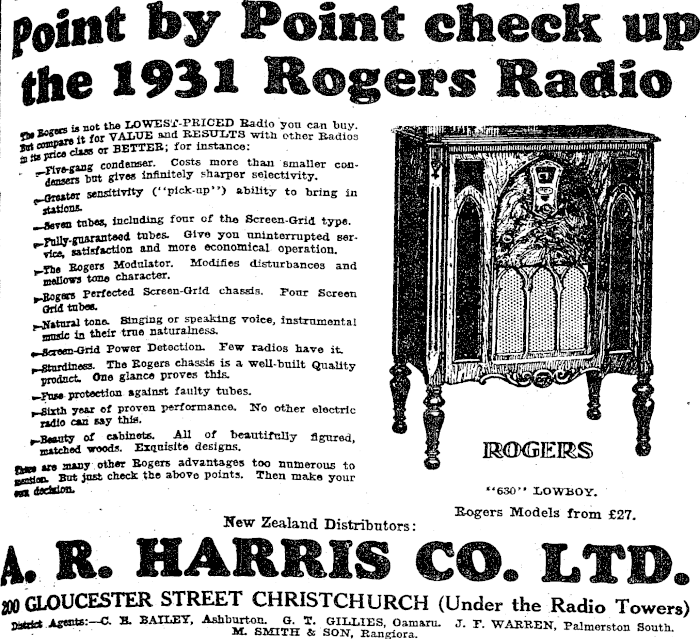 Point by Point check up
the 1931 Rogers Radio
The Rogers is not the LOWEST-PRICED Radio you can buy.
But compare it for VALUE and RESULTS with other Radios
in its price class or BETTER; for instance:
—Five-gang condenser. Costs more than smaller con-
densers but gives infinitely sharper selectivity.
—Greater sensitivity ("pick-up") ability to bring in
stations.
—Seven tubes, including four of the Screen-Grid type.
—Fully-guaranteed tubes. Give you uninterrupted ser-
vice, satisfaction and more economical operation.
—The Rogers Modulator. Modifies disturbances and
mellows tone character.
—Rogers Perfected Screen-Grid chassis. Four Screen
Grid tubes.
—Natural tone. Singing or speaking voice, instrumental
music in their true naturalness.
—Screen-Grid Power Detection. Few radios have it.
—Sturdiness. The Rogers chassis is a well-built Quality
product. One glance proves this.
—Fuse protection against faulty tubes.
—Sixth year of proven performance. No other electric
radio can say this.
—Beauty of cabinets. All of beautifully figured,
matched woods. Exquisite designs.
There are many other Rogers advantages too numerous to
mention. But just check the above points. Then make your
own decision.
ROGERS
"630" LOWBOY.
Rogers Models from £27.
New Zealand Distributors:
A. R. HARRIS CO. LTD.
200 GLOUCESTER STREET CHRISTCHURCH (Under the Radio Towers)
District Agents:—C. B. BAILEY, Ashburton. G. T. GILLIES, Oamaru. J. F. WARREN, Palmerston South.
M. SMITH & SON, Rangiora.